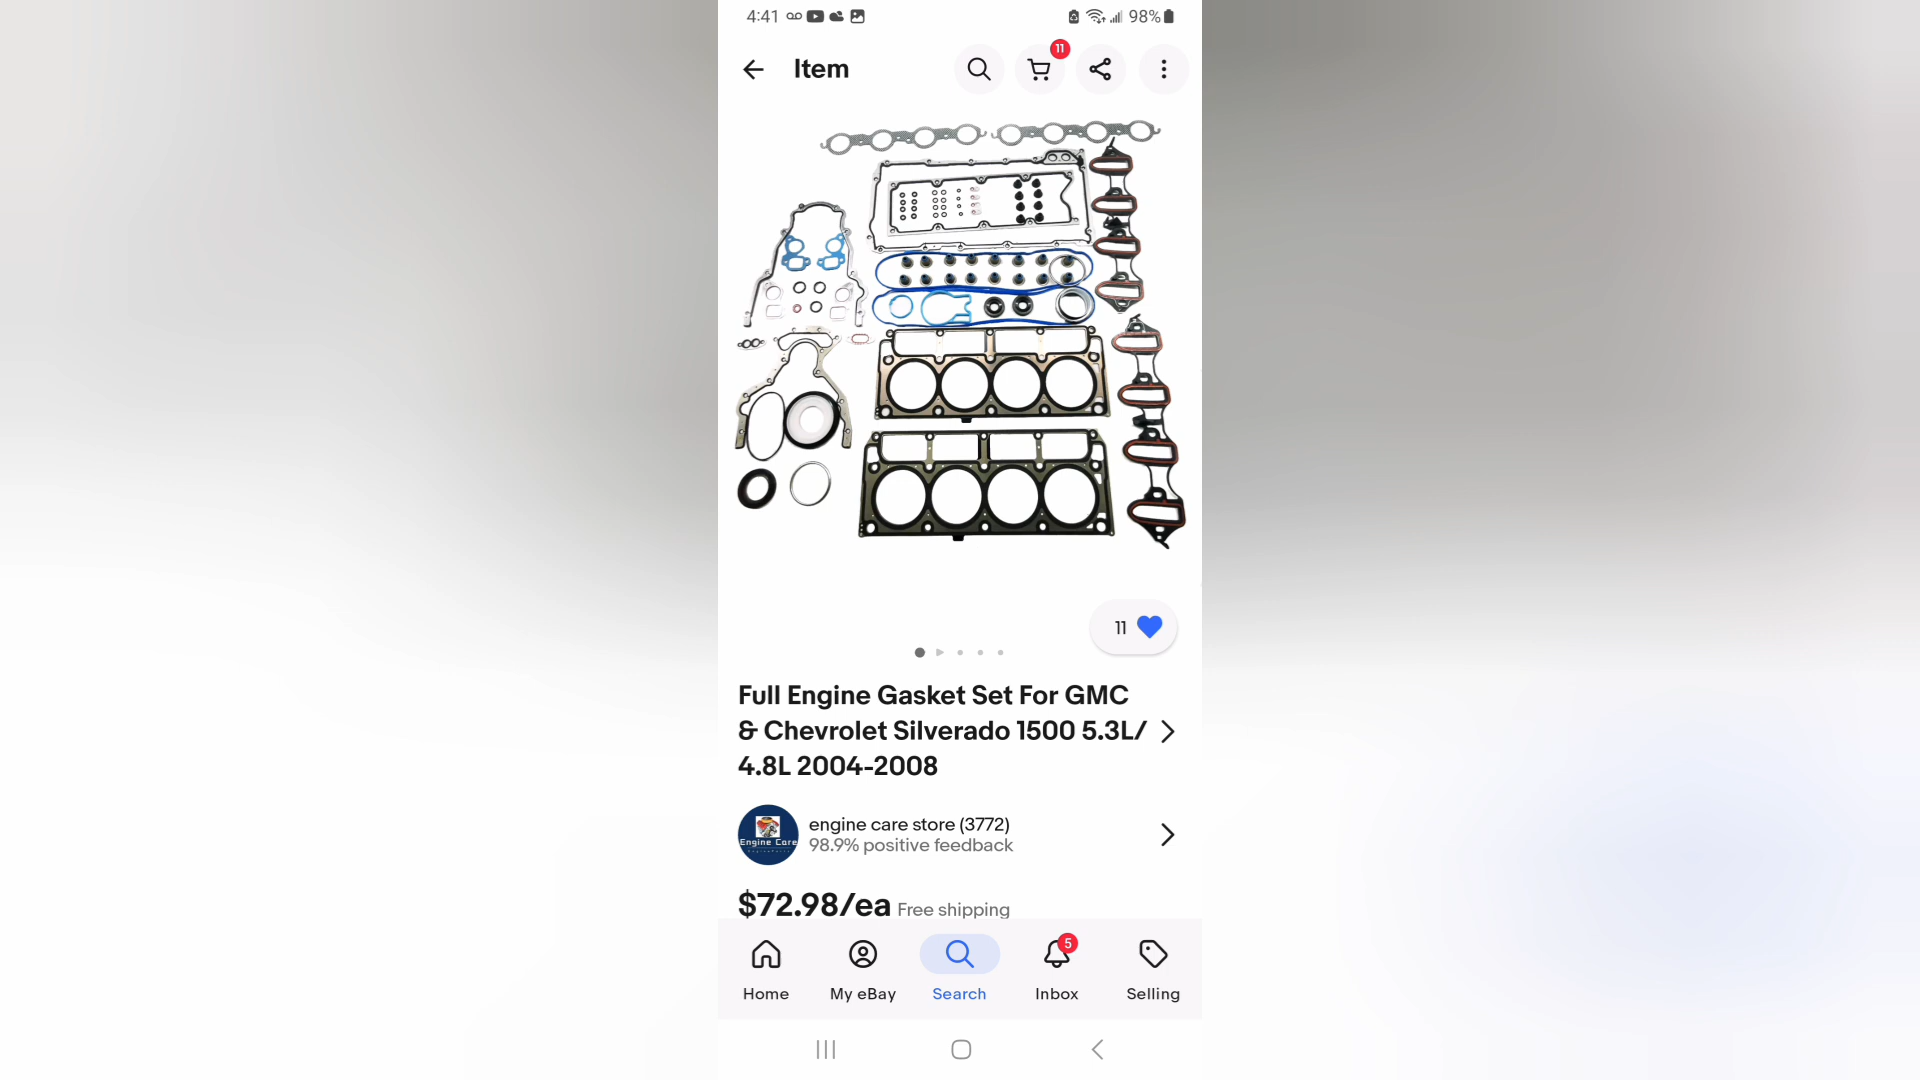 4:41
98%
Item
11
11
Full Engine Gasket Set For GMC
& Chevrolet Silverado 1500 5.3L/
4.8L 2004-2008
Engine Care
engine care store (3772)
98.9% positive feedback
$72.98/ea Free shipping
5
Home
My eBay
Search
Inbox
Selling